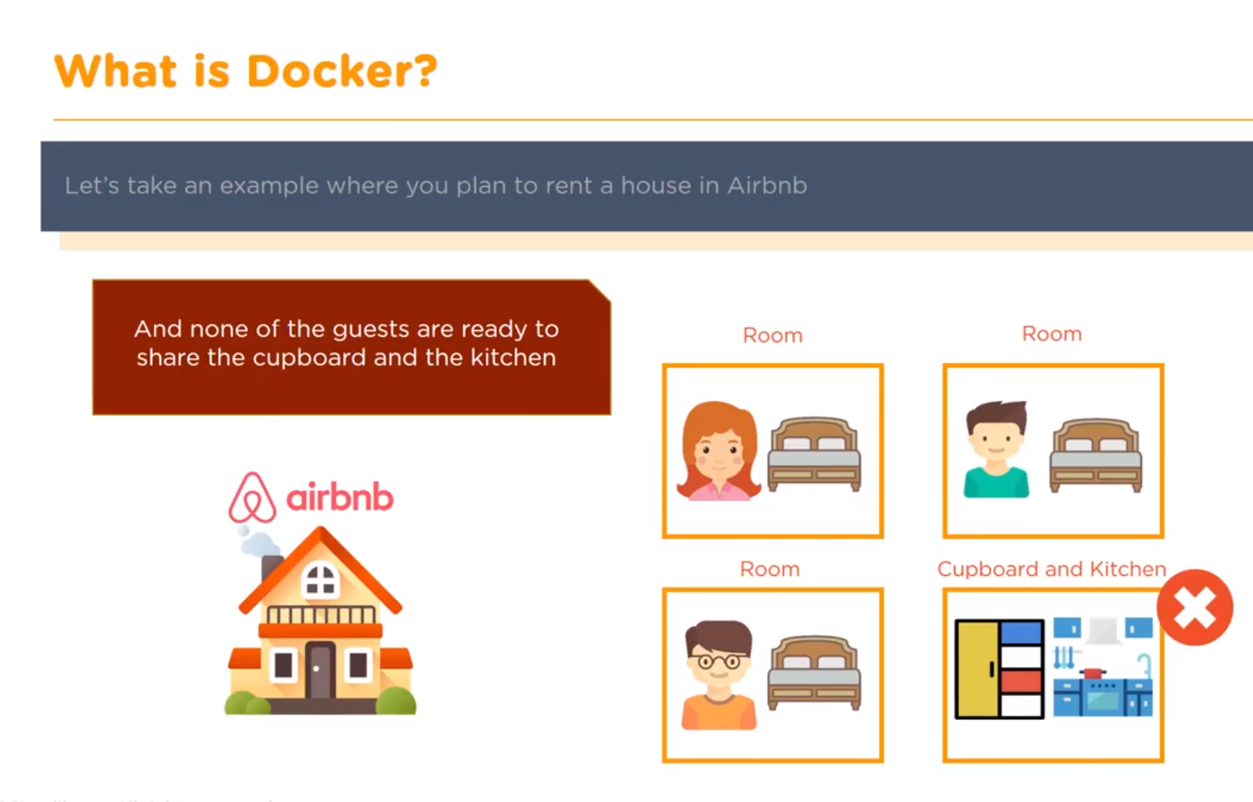 What is Docker?
Let's take an example where you plan to rent a house in Airbnb
And none of the guests are ready to
share the cupboard and the kitchen
airbnb
Room
Room
Room
Cupboard and Kitchen